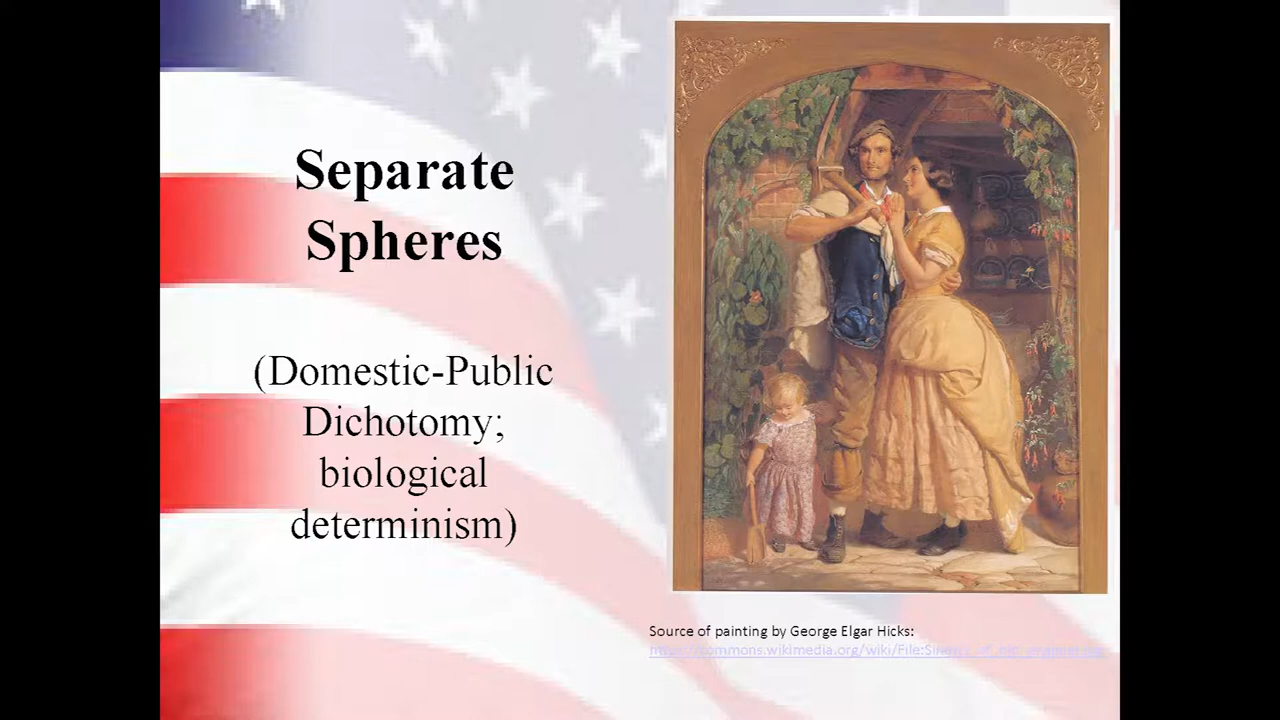 Separate
Spheres
(Domestic-Public
Dichotomy;
biological
determinism)
Source of painting by George Elgar Hicks: